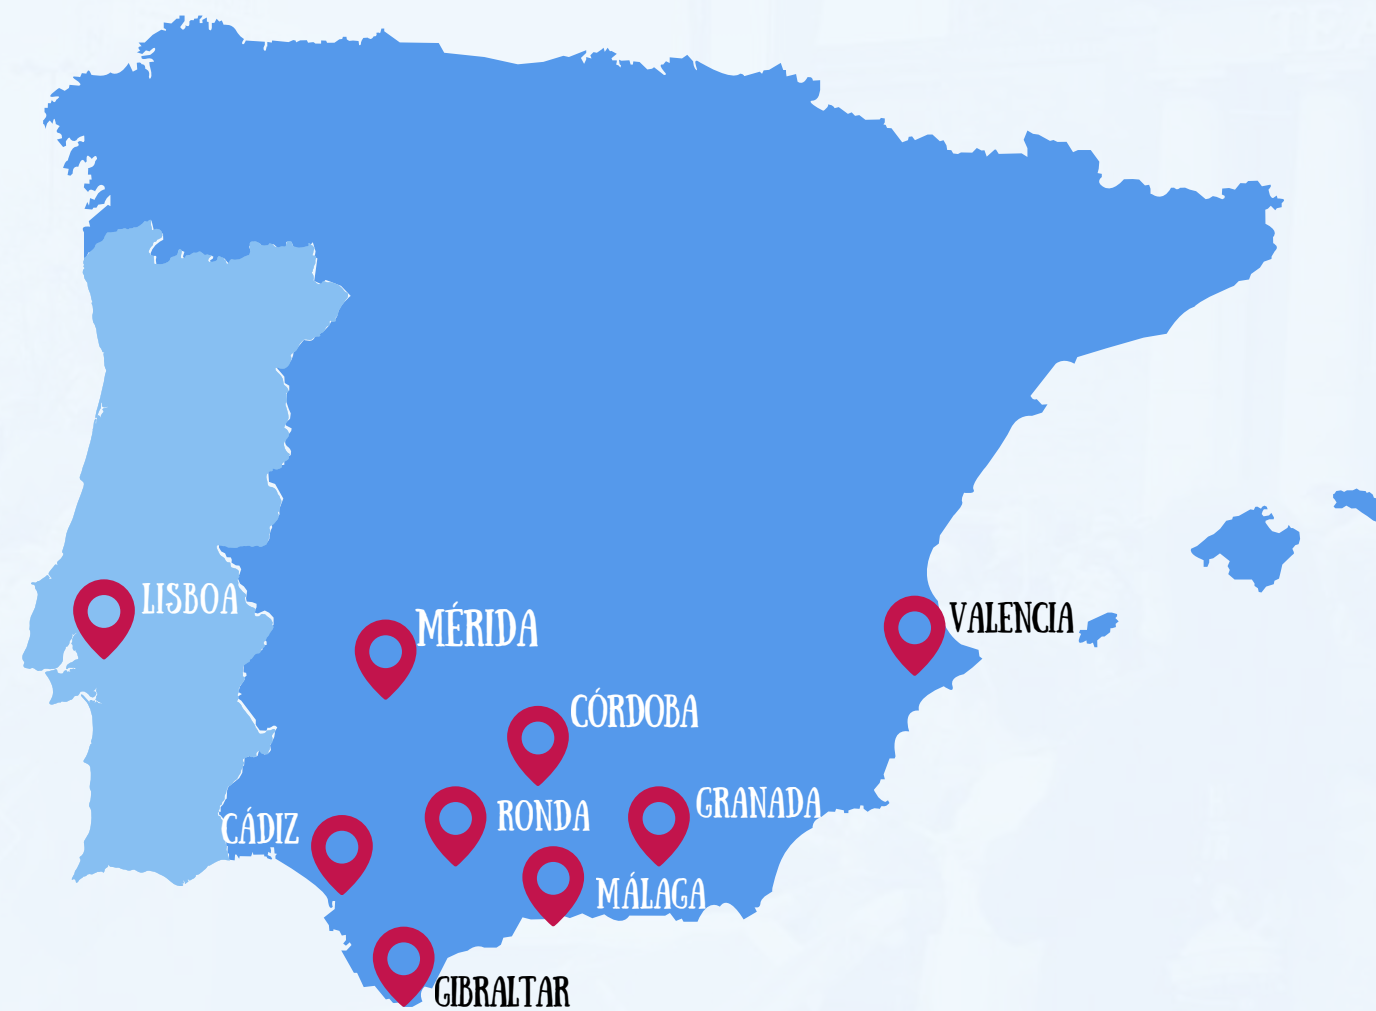 LISBOA
MÉRIDA
VALENCIA
CÓRDOBA
GRANADA
RONDA
CÁDIZ
MÁLAGA
GIBRALTAR